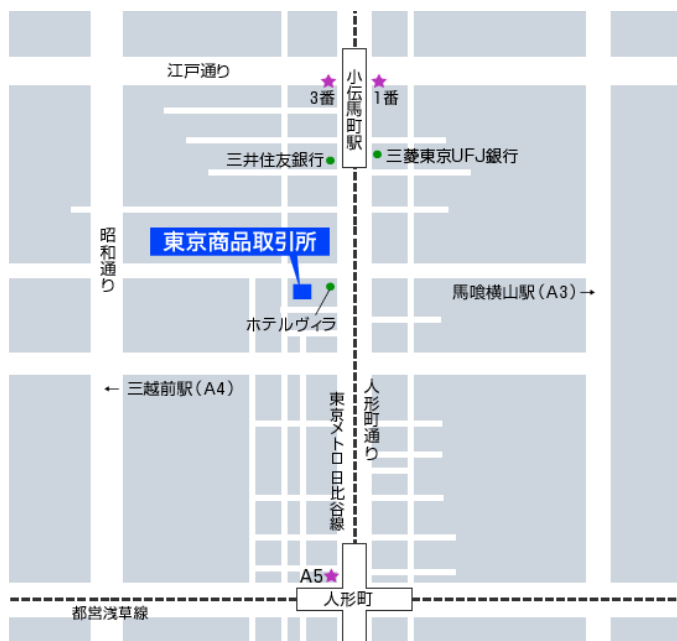 江戸通り
3番
小伝馬町駅
1番
三井住友銀行
三菱東京UFJ銀行
昭和通り
東京商品取引所
馬喰横山駅(A3)→
ホテルヴィラ
← 三越前駅(A4)
東京メトロ日比谷線
人形町通り
A5
人形町
都営浅草線